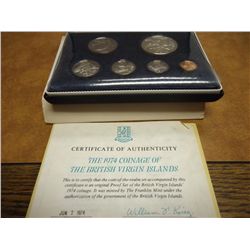 CERTIFICATE OF AUTHENTICITY
THE 1974 COINAGE OF
THE BRITISH VIRGIN ISLANDS
This is to certify that the coin-of-the-realm set accompanied by this
certificate is an original Proof Set of the British Virgin Islands'
1974 coinage. It was minted by The Franklin Mint under the
authorization of the government of the British Virgin Islands.
JUN 2 1974